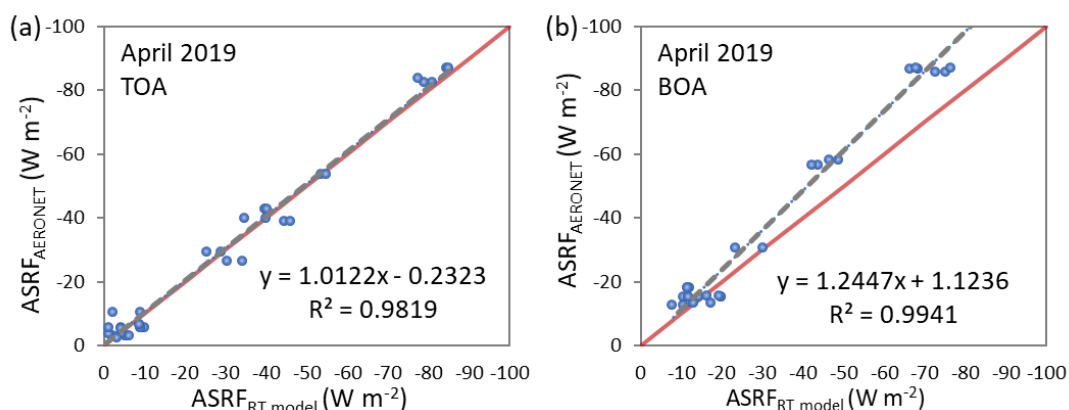 (a)
April 2019
TOA
ASRF_AERONET (W m-2)
-100
-80
-60
-40
-20
0
y = 1.0122x - 0.2323
R² = 0.9819
0 -10 -20 -30 -40 -50 -60 -70 -80 -90 -100
ASRF_RT model (W m-2)
(b)
April 2019
BOA
ASRF_AERONET (W m-2)
-100
-80
-60
-40
-20
0
y = 1.2447x + 1.1236
R² = 0.9941
0 -10 -20 -30 -40 -50 -60 -70 -80 -90 -100
ASRF_RT model (W m-2)